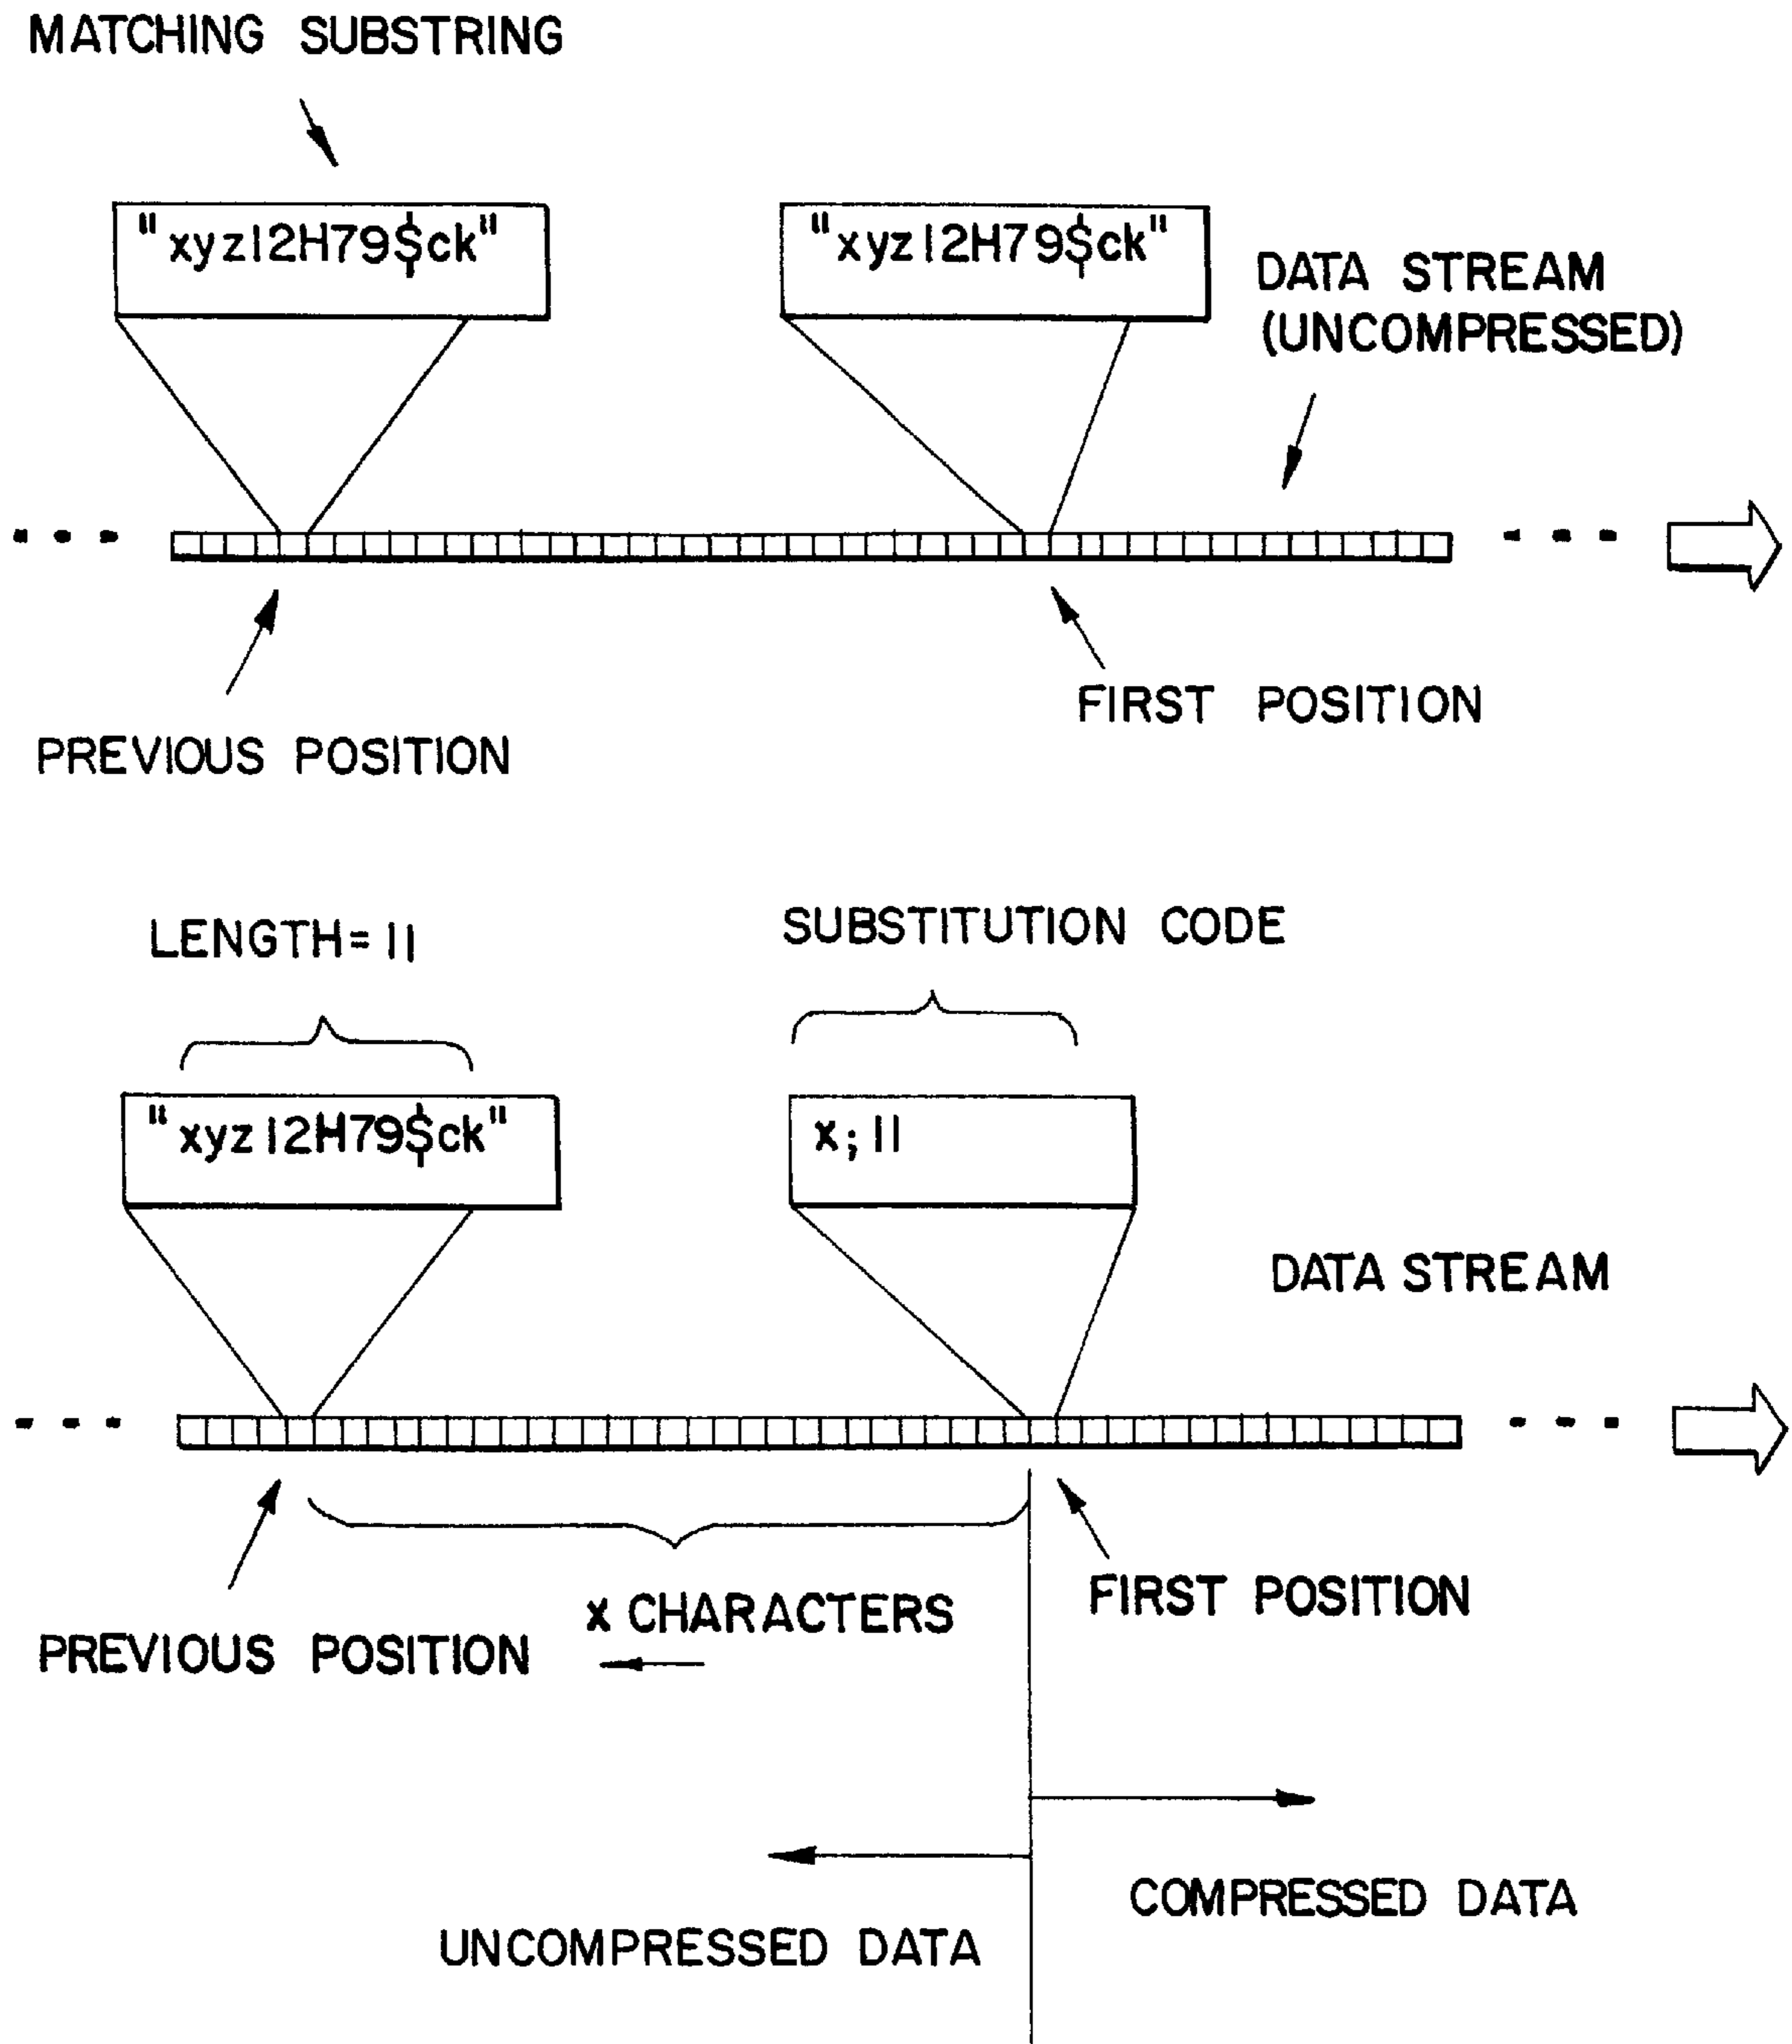 MATCHING SUBSTRING
"xyz12H79$ck"
"xyz12H79$ck"
DATA STREAM
(UNCOMPRESSED)
FIRST POSITION
PREVIOUS POSITION
LENGTH=11
SUBSTITUTION CODE
"xyz12H79$ck"
x;11
DATA STREAM
FIRST POSITION
x CHARACTERS
PREVIOUS POSITION
COMPRESSED DATA
UNCOMPRESSED DATA